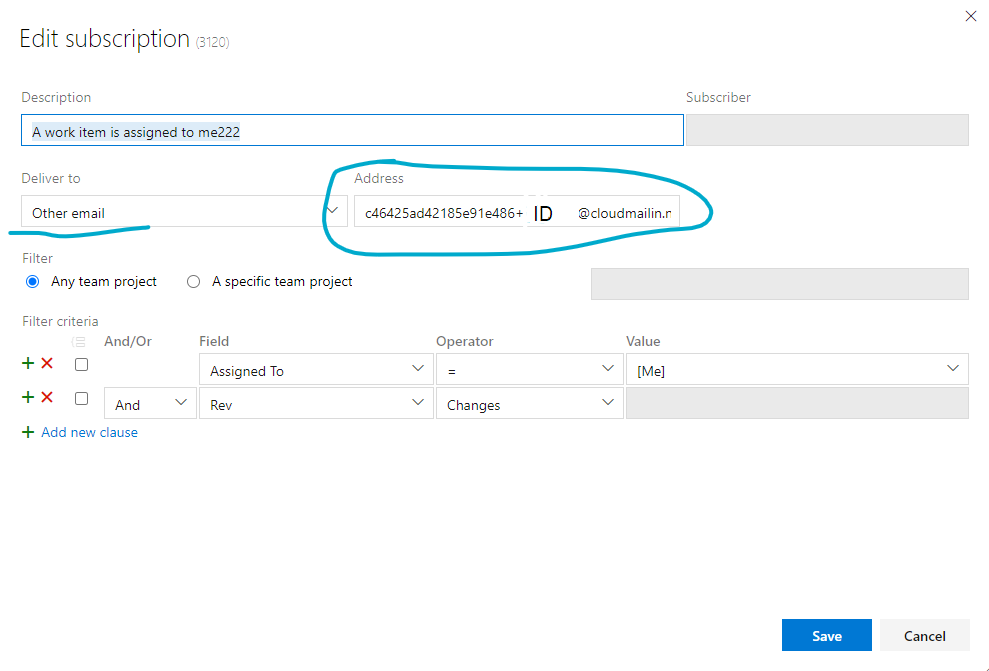 Edit subscription (3120)
Description
Subscriber
A work item is assigned to me222
Deliver to
Address
Other email
c46425ad42185e91e486+ ID @cloudmailin.n
Filter
Any team project
A specific team project
Filter criteria
And/Or Field Operator Value
Assigned To = [Me]
And Rev Changes
Add new clause
Save Cancel